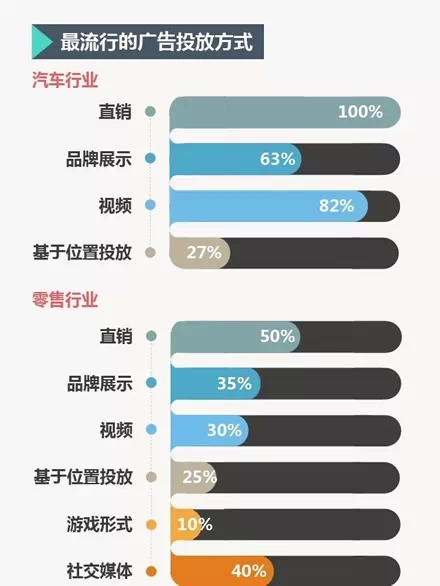 最流行的广告投放方式
汽车行业
直销 100%
品牌展示 63%
视频 82%
基于位置投放 27%
零售行业
直销 50%
品牌展示 35%
视频 30%
基于位置投放 25%
游戏形式 10%
社交媒体 40%